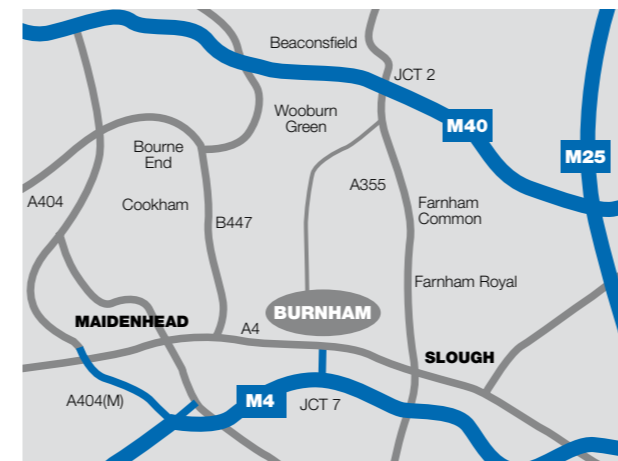 Beaconsfield
JCT 2
Wooburn
Green
M40
Bourne
End
M25
A355
A404
Cookham
Farnham
Common
B447
Farnham Royal
BURNHAM
MAIDENHEAD
A4
SLOUGH
A404(M)
M4
JCT 7